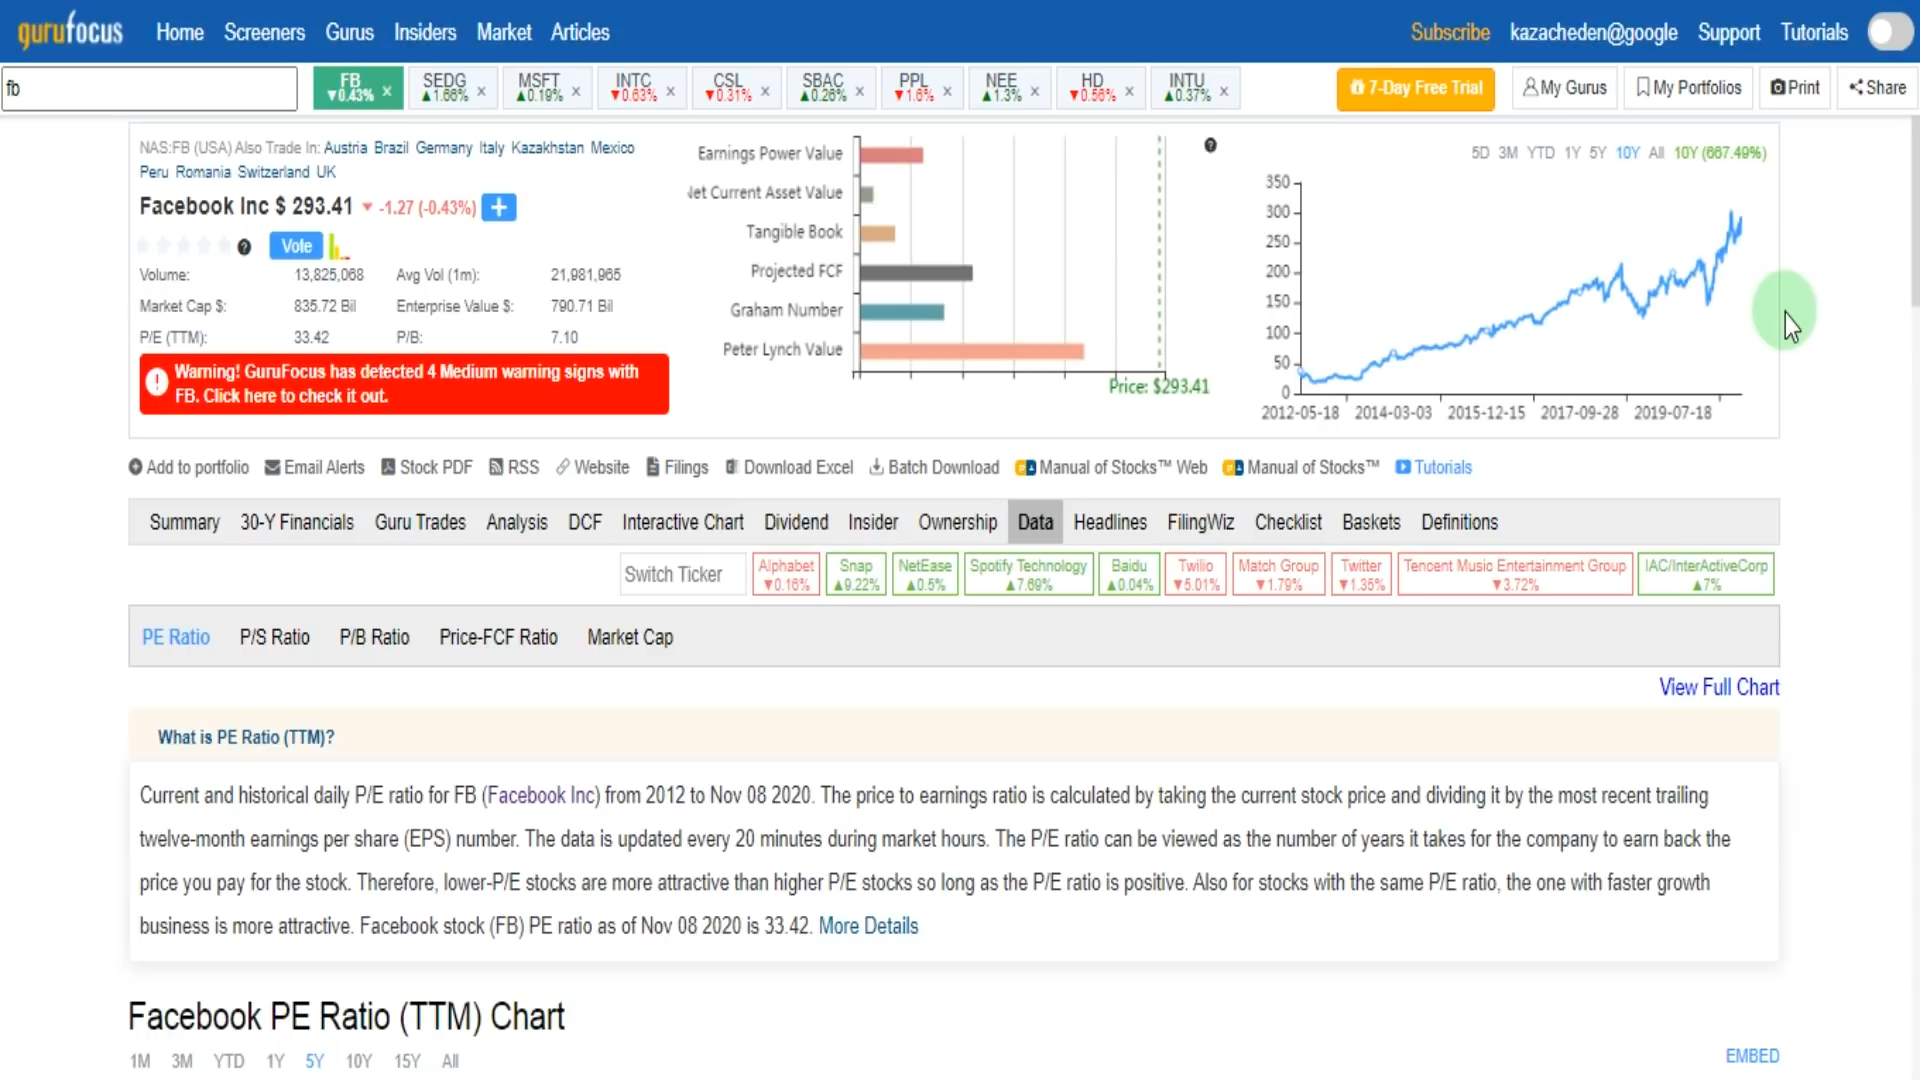 gurufocus Home Screeners Gurus Insiders Market Articles Subscribe kazacheden@google Support Tutorials
fb
FB ▼0.43% ×
SEDG ▲1.66% ×
MSFT ▲0.19% ×
INTC ▼0.63% ×
CSL ▼0.31% ×
SBAC ▲0.26% ×
PPL ▼1.6% ×
NEE ▲1.3% ×
HD ▼0.56% ×
INTU ▲0.37% ×
7-Day Free Trial My Gurus My Portfolios Print Share
NAS:FB (USA) Also Trade In: Austria Brazil Germany Italy Kazakhstan Mexico
Peru Romania Switzerland UK
Facebook Inc $ 293.41 ▼ -1.27 (-0.43%) +
Vote
Volume: 13,825,068 Avg Vol (1m): 21,981,965
Market Cap $: 835.72 Bil Enterprise Value $: 790.71 Bil
P/E (TTM): 33.42 P/B: 7.10
Warning! GuruFocus has detected 4 Medium warning signs with
FB. Click here to check it out.
Earnings Power Value
Net Current Asset Value
Tangible Book
Projected FCF
Graham Number
Peter Lynch Value
Price: $293.41
5D 3M YTD 1Y 5Y 10Y All 10Y (667.49%)
350
300
250
200
150
100
50
0
2012-05-18 2014-03-03 2015-12-15 2017-09-28 2019-07-18
Add to portfolio Email Alerts Stock PDF RSS Website Filings Download Excel Batch Download Manual of Stocks™ Web Manual of Stocks™ Tutorials
Summary 30-Y Financials Guru Trades Analysis DCF Interactive Chart Dividend Insider Ownership Data Headlines FilingWiz Checklist Baskets Definitions
Switch Ticker
Alphabet ▼0.16%
Snap ▲9.22%
NetEase ▲0.5%
Spotify Technology ▲7.69%
Baidu ▲0.04%
Twilio ▼5.01%
Match Group ▼1.79%
Twitter ▼1.35%
Tencent Music Entertainment Group ▼3.72%
IAC/InterActiveCorp ▲7%
PE Ratio P/S Ratio P/B Ratio Price-FCF Ratio Market Cap
View Full Chart
What is PE Ratio (TTM)?
Current and historical daily P/E ratio for FB (Facebook Inc) from 2012 to Nov 08 2020. The price to earnings ratio is calculated by taking the current stock price and dividing it by the most recent trailing
twelve-month earnings per share (EPS) number. The data is updated every 20 minutes during market hours. The P/E ratio can be viewed as the number of years it takes for the company to earn back the
price you pay for the stock. Therefore, lower-P/E stocks are more attractive than higher P/E stocks so long as the P/E ratio is positive. Also for stocks with the same P/E ratio, the one with faster growth
business is more attractive. Facebook stock (FB) PE ratio as of Nov 08 2020 is 33.42. More Details
Facebook PE Ratio (TTM) Chart
1M 3M YTD 1Y 5Y 10Y 15Y All
EMBED